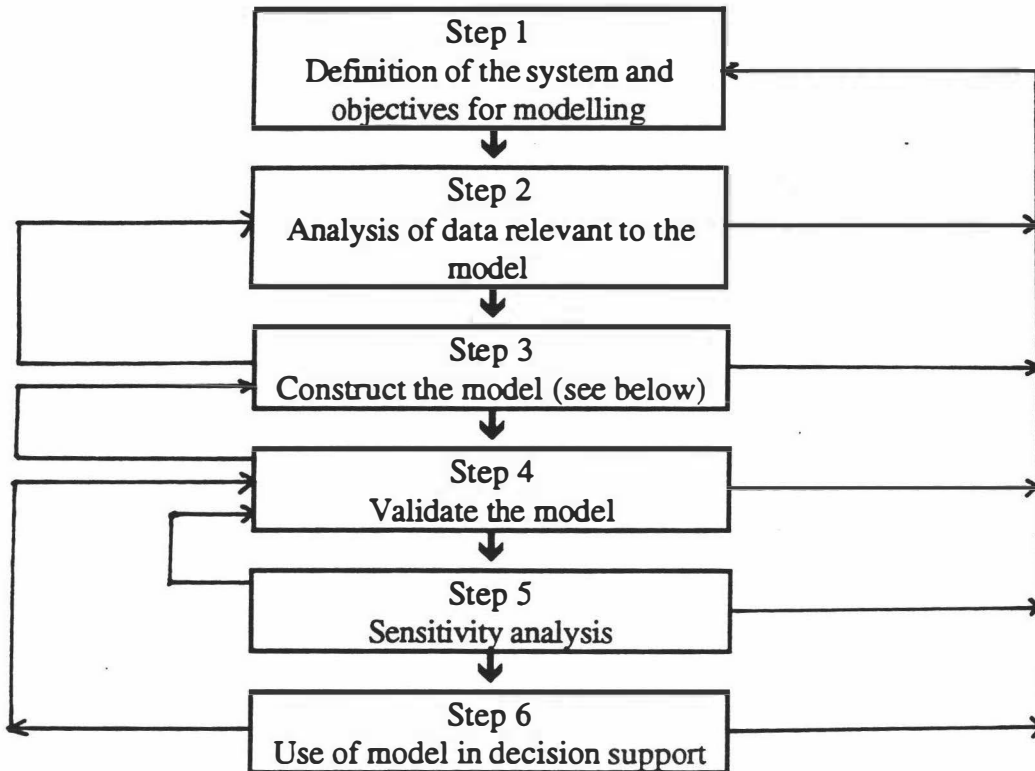 Step 1
Definition of the system and
objectives for modelling
Step 2
Analysis of data relevant to the
model
Step 3
Construct the model (see below)
Step 4
Validate the model
Step 5
Sensitivity analysis
Step 6
Use of model in decision support